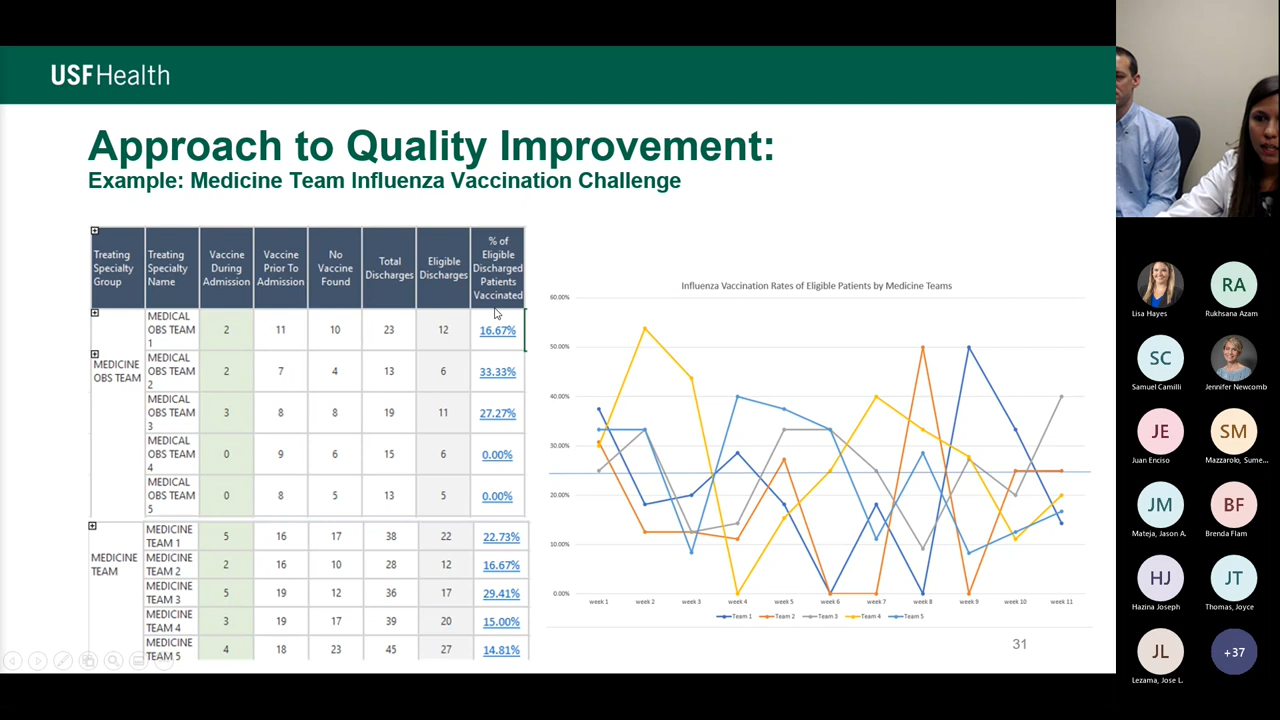 USF Health
Approach to Quality Improvement:
Example: Medicine Team Influenza Vaccination Challenge
Treating Specialty Group
Treating Specialty Name
Vaccine During Admission
Vaccine Prior To Admission
No Vaccine Found
Total Discharges
Eligible Discharges
% of Eligible Discharged Patients Vaccinated
MEDICINE OBS TEAM
MEDICAL OBS TEAM 1 2 11 10 23 12 16.67%
MEDICAL OBS TEAM 2 2 7 4 13 6 33.33%
MEDICAL OBS TEAM 3 3 8 8 19 11 27.27%
MEDICAL OBS TEAM 4 0 9 6 15 6 0.00%
MEDICAL OBS TEAM 5 0 8 5 13 5 0.00%
MEDICINE TEAM
MEDICINE TEAM 1 5 16 17 38 22 22.73%
MEDICINE TEAM 2 2 16 10 28 12 16.67%
MEDICINE TEAM 3 5 19 12 36 17 29.41%
MEDICINE TEAM 4 3 19 17 39 20 15.00%
MEDICINE TEAM 5 4 18 23 45 27 14.81%
Influenza Vaccination Rates of Eligible Patients by Medicine Teams
60.00%
50.00%
40.00%
30.00%
20.00%
10.00%
0.00%
week 1 week 2 week 3 week 4 week 5 week 6 week 7 week 8 week 9 week 10 week 11
Team 1 Team 2 Team 3 Team 4 Team 5
31
Lisa Hayes
RA
Rukhsana Azam
SC
Samuel Camilli
Jennifer Newcomb
JE
Juan Enciso
SM
Mazzarolo, Sume...
JM
Mateja, Jason A.
BF
Brenda Flam
HJ
Hazina Joseph
JT
Thomas, Joyce
JL
Lezama, Jose L.
+37